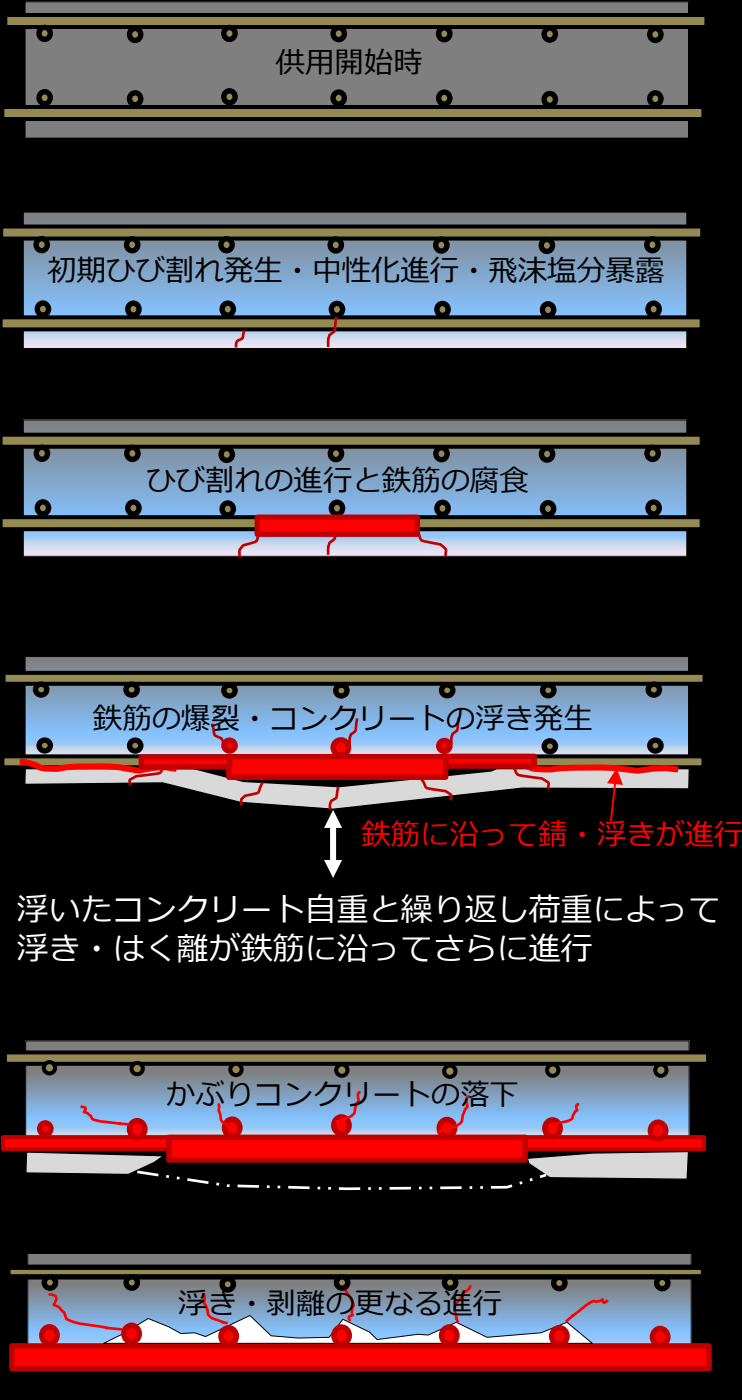 供用開始時
初期ひび割れ発生・中性化進行・飛沫塩分暴露
ひび割れの進行と鉄筋の腐食
鉄筋の爆裂・コンクリートの浮き発生
鉄筋に沿って錆・浮きが進行
浮いたコンクリート自重と繰り返し荷重によって
浮き・はく離が鉄筋に沿ってさらに進行
かぶりコンクリートの落下
浮き・剥離の更なる進行